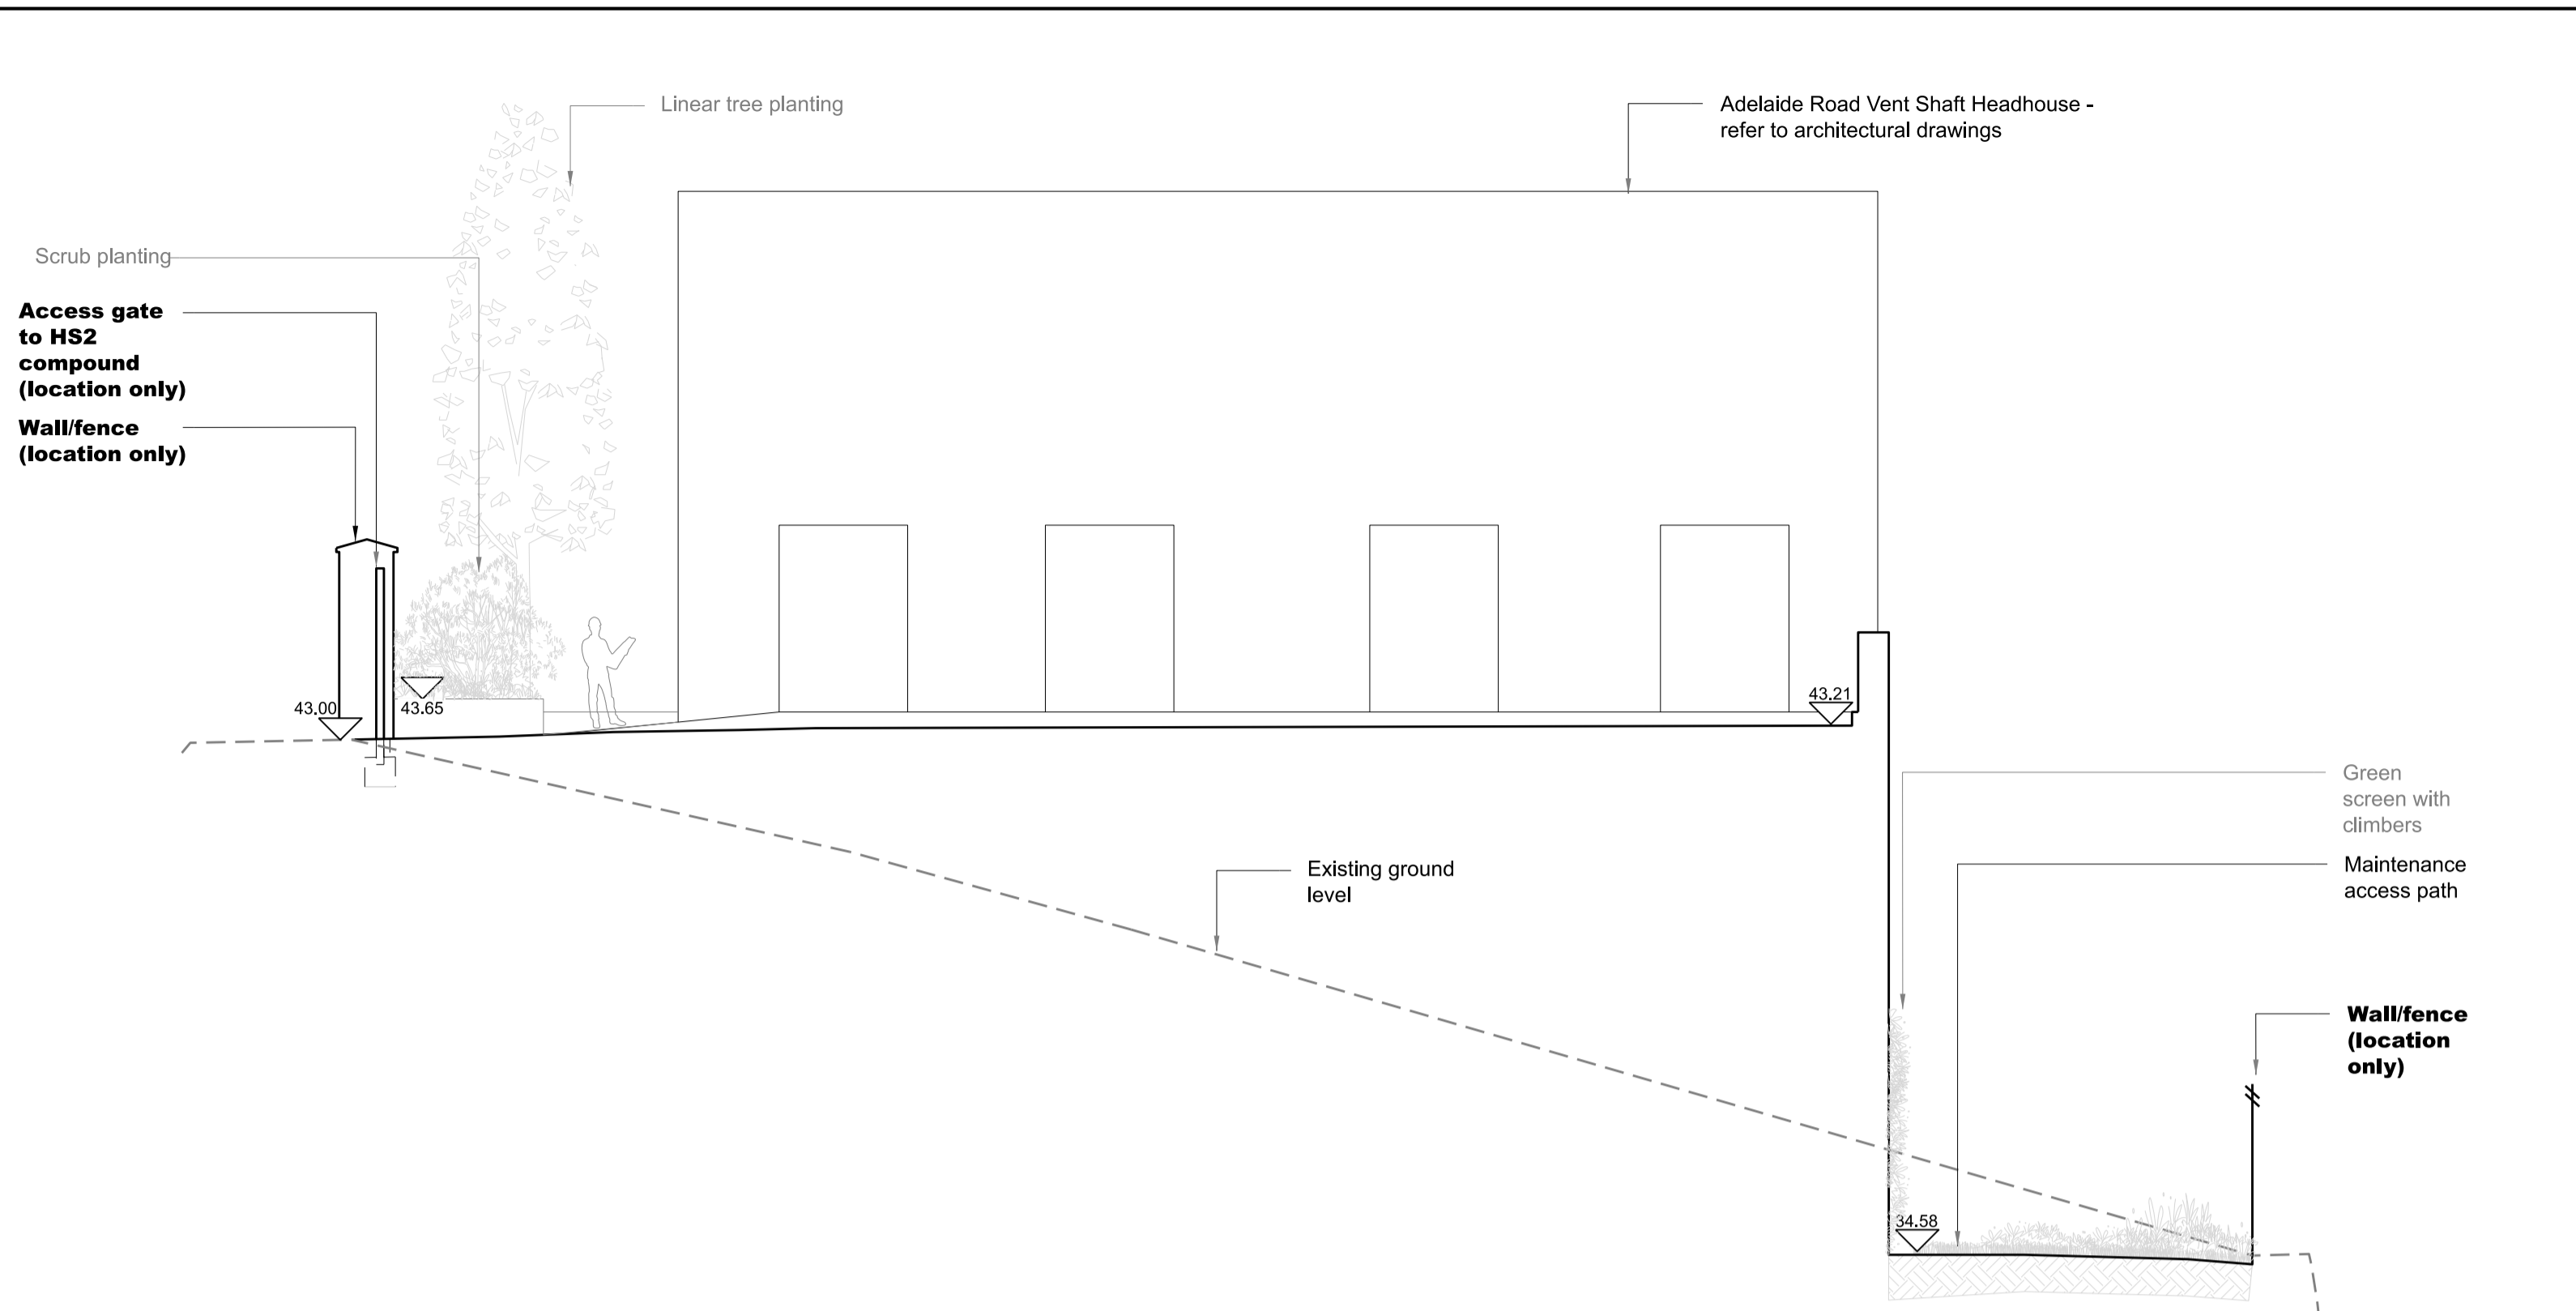 Linear tree planting
Adelaide Road Vent Shaft Headhouse -
refer to architectural drawings
Scrub planting
Access gate
to HS2
compound
(location only)
Wall/fence
(location only)
43.00
43.65
43.21
Green
screen with
climbers
Maintenance
access path
Existing ground
level
Wall/fence
(location
only)
34.58